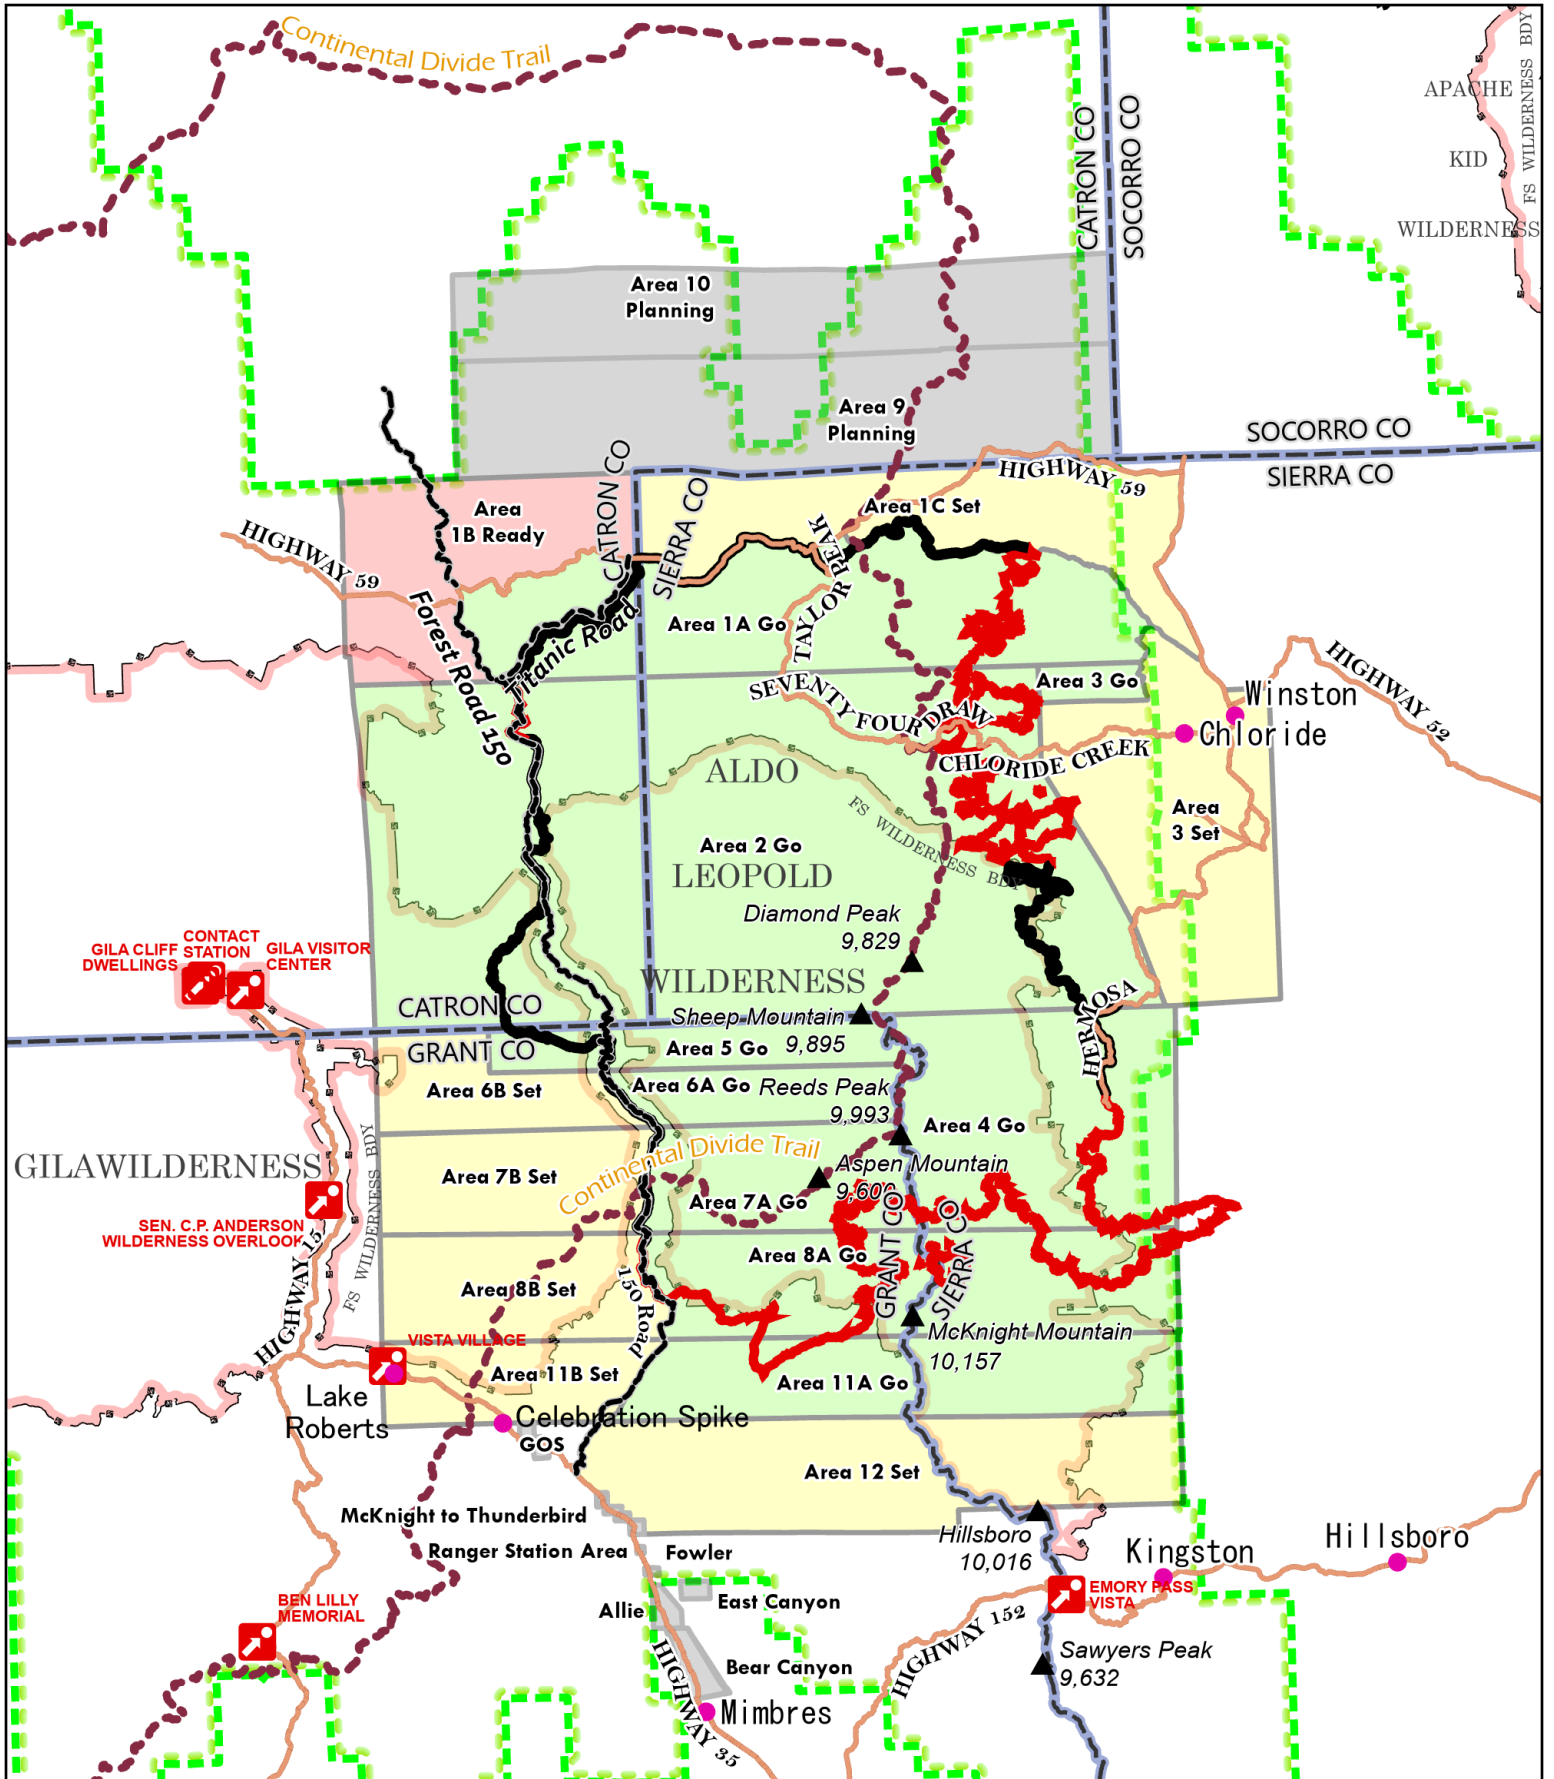 Continental Divide Trail
APACHE
KID
WILDERNESS
FS WILDERNESS BDY
CATRON CO
SOCORRO CO
Area 10
Planning
Area 9
Planning
SOCORRO CO
SIERRA CO
HIGHWAY 59
Area
1B Ready
CATRON CO
SIERRA CO
Area 1C Set
HIGHWAY 59
Forest Road 150
Titanic Road
TAYLOR PEAK
Area 1A Go
SEVENTY FOUR DRAW
Area 3 Go
HIGHWAY 52
Winston
Chloride
CHLORIDE CREEK
ALDO
Area
3 Set
FS WILDERNESS BDY
Area 2 Go
LEOPOLD
Diamond Peak
9,829
GILA CLIFF
DWELLINGS
CONTACT
STATION
GILA VISITOR
CENTER
WILDERNESS
CATRON CO
GRANT CO
Sheep Mountain
9,895
HERMOSA
Area 5 Go
Area 6B Set
Area 6A Go
Reeds Peak
9,993
Area 4 Go
Continental Divide Trail
GILAWILDERNESS
FS WILDERNESS BDY
Area 7B Set
Aspen Mountain
9,600
Area 7A Go
SEN. C.P. ANDERSON
WILDERNESS OVERLOOK
HIGHWAY 15
GRANT CO
SIERRA CO
Area 8A Go
Area 8B Set
150 Road
VISTA VILLAGE
McKnight Mountain
10,157
Area 11B Set
Area 11A Go
Lake
Roberts
Celebration Spike
GOS
Area 12 Set
McKnight to Thunderbird
Hillsboro
10,016
Ranger Station Area
Fowler
Kingston
Hillsboro
BEN LILLY
MEMORIAL
Allie
East Canyon
EMORY PASS
VISTA
HIGHWAY 152
Sawyers Peak
9,632
Bear Canyon
HIGHWAY 35
Mimbres